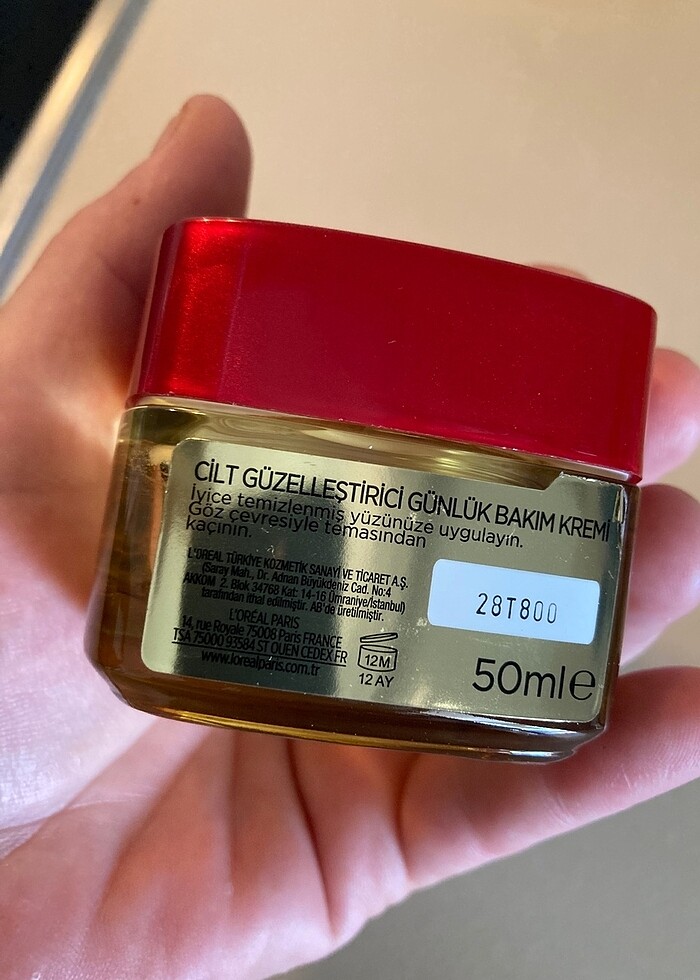 CİLT GÜZELLEŞTİRİCİ GÜNLÜK BAKIM KREMİ
İyice temizlenmiş yüzünüze uygulayın.
Göz çevresiyle temasından
kaçının.
L'ORÉAL TÜRKİYE KOZMETİK SANAYİ VE TİCARET A.Ş.
(Saray Mah., Dr. Adnan Büyükdeniz Cad. No:4
AKKOM 2. Blok 34768 Kat: 14-16 Ümraniye/İstanbul)
tarafından ithal edilmiştir. AB'de üretilmiştir.
L'ORÉAL PARIS
14, rue Royale 75008 Paris FRANCE
TSA 75000 93584 ST OUEN CEDEX FR
www.lorealparis.com.tr
12M
12 AY
28T800
50ml℮